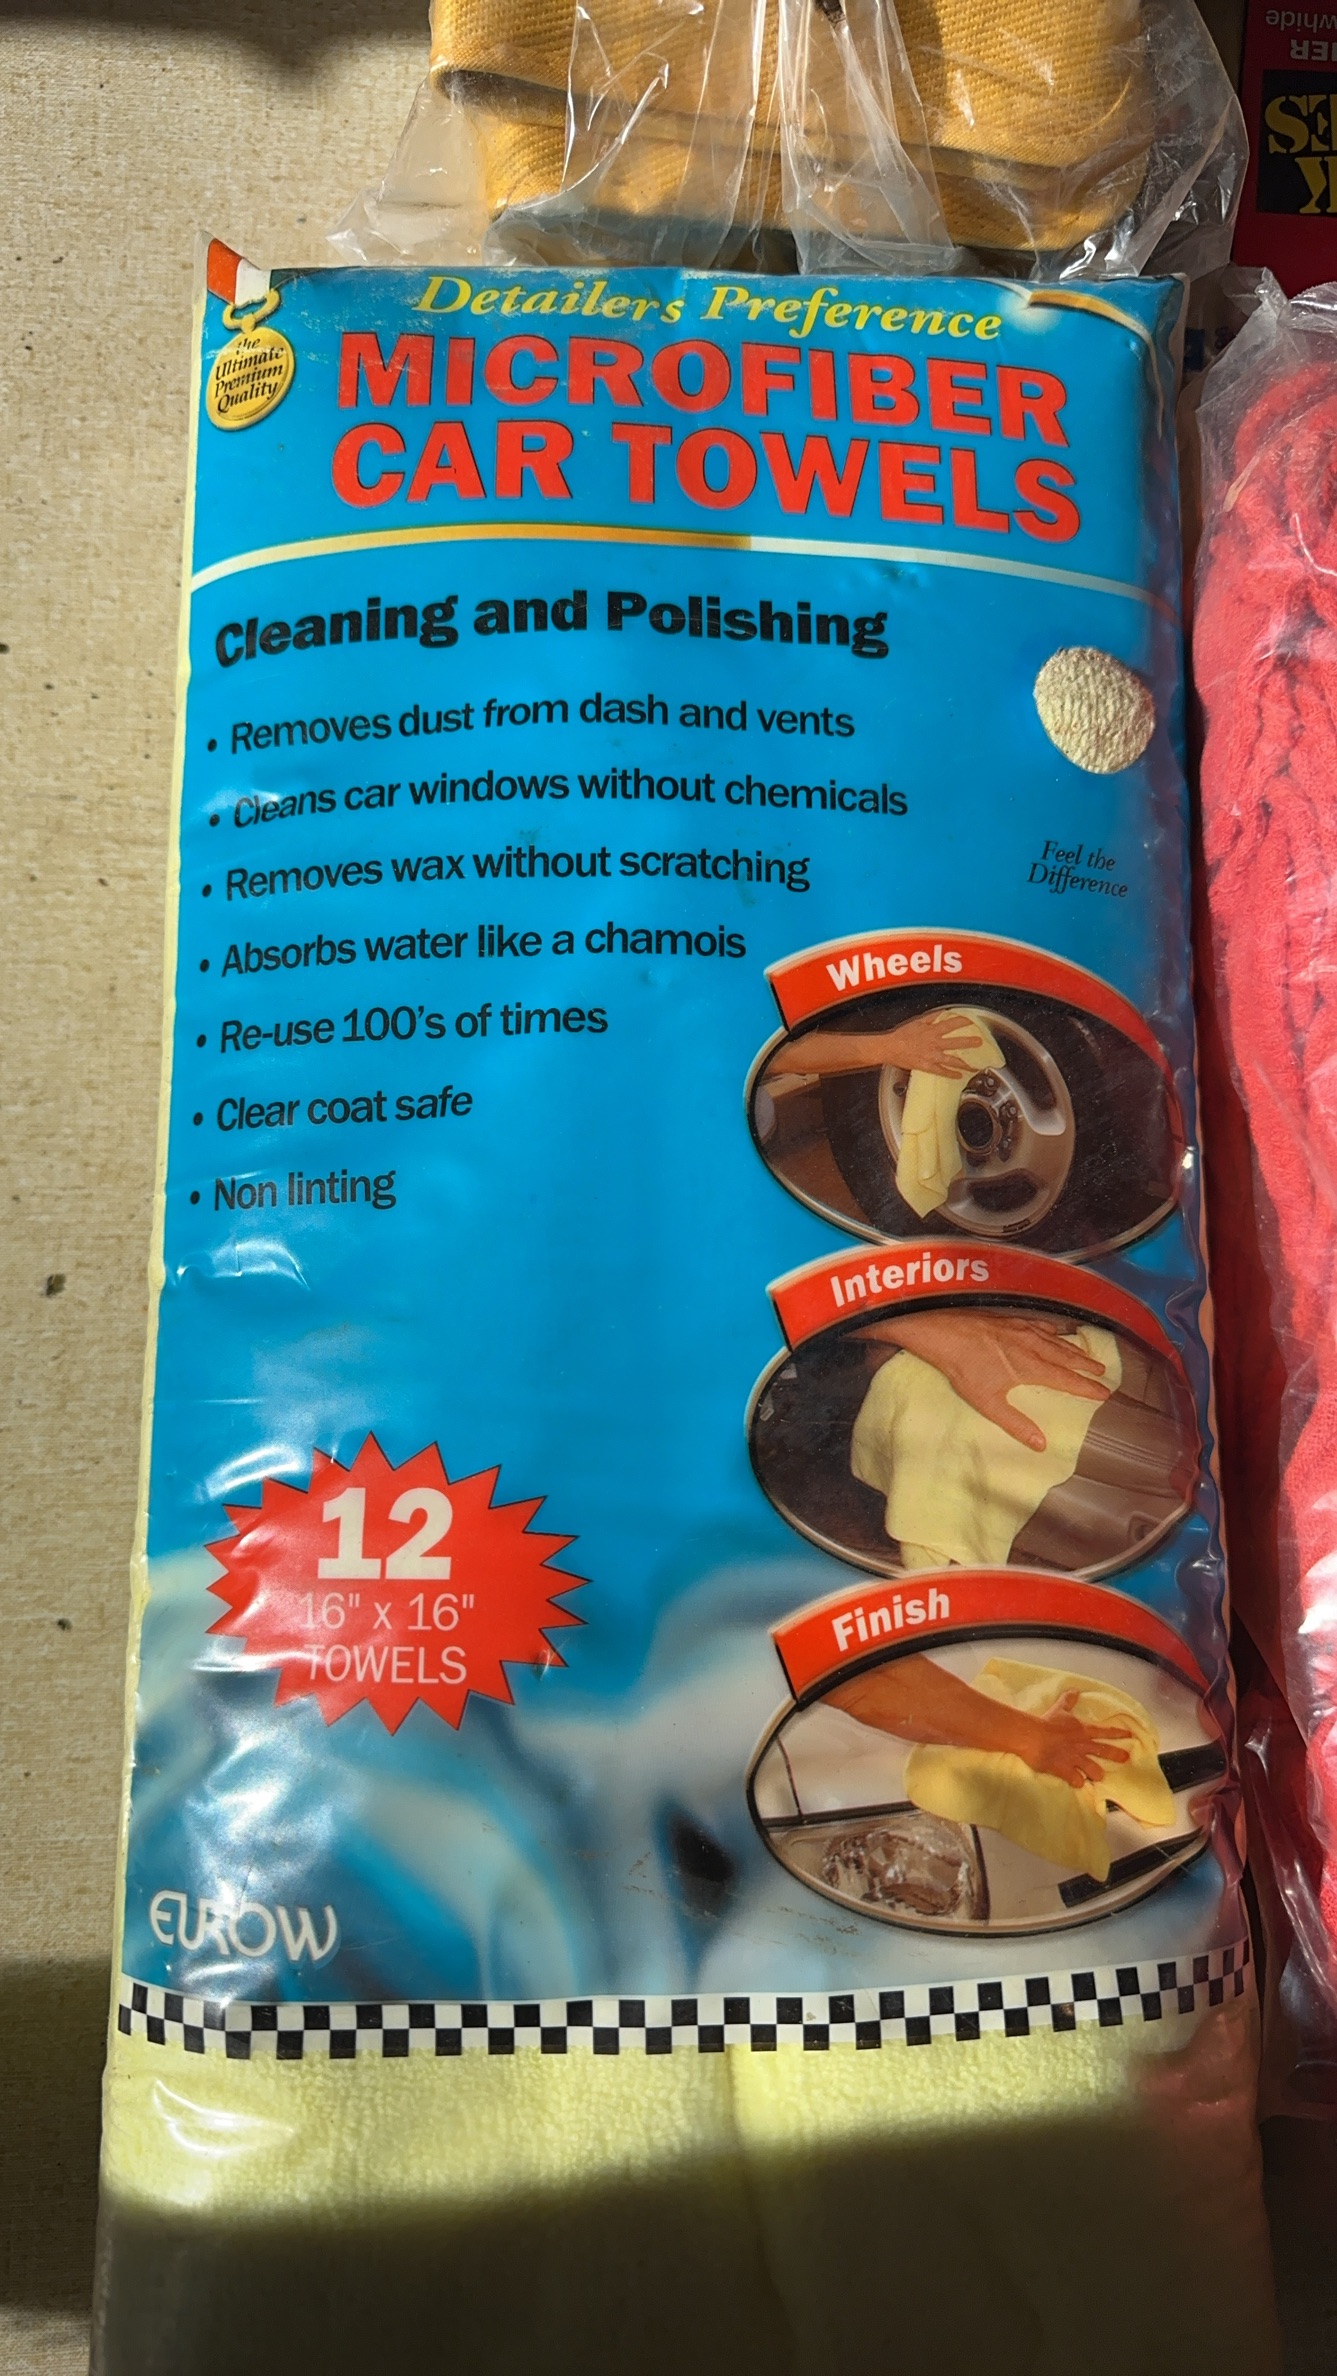 Detailers Preference
the
Ultimate
Premium
Quality
MICROFIBER
CAR TOWELS
Cleaning and Polishing
• Removes dust from dash and vents
• Cleans car windows without chemicals
• Removes wax without scratching
• Absorbs water like a chamois
• Re-use 100's of times
• Clear coat safe
• Non linting
Feel the
Difference
Wheels
Interiors
Finish
12
16" x 16"
TOWELS
EUROW